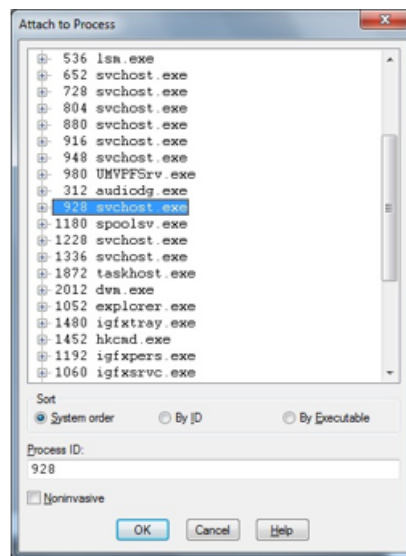 Attach to Process
536 lsm.exe
652 svchost.exe
728 svchost.exe
804 svchost.exe
880 svchost.exe
916 svchost.exe
948 svchost.exe
980 UMVPFSrv.exe
312 audiodg.exe
928 svchost.exe
1180 spoolsv.exe
1228 svchost.exe
1336 svchost.exe
1872 taskhost.exe
2012 dwm.exe
1052 explorer.exe
1480 igfxtray.exe
1452 hkcmd.exe
1192 igfxpers.exe
1060 igfxsrvc.exe
Sort
System order By ID By Executable
Process ID:
928
Noninvasive
OK Cancel Help